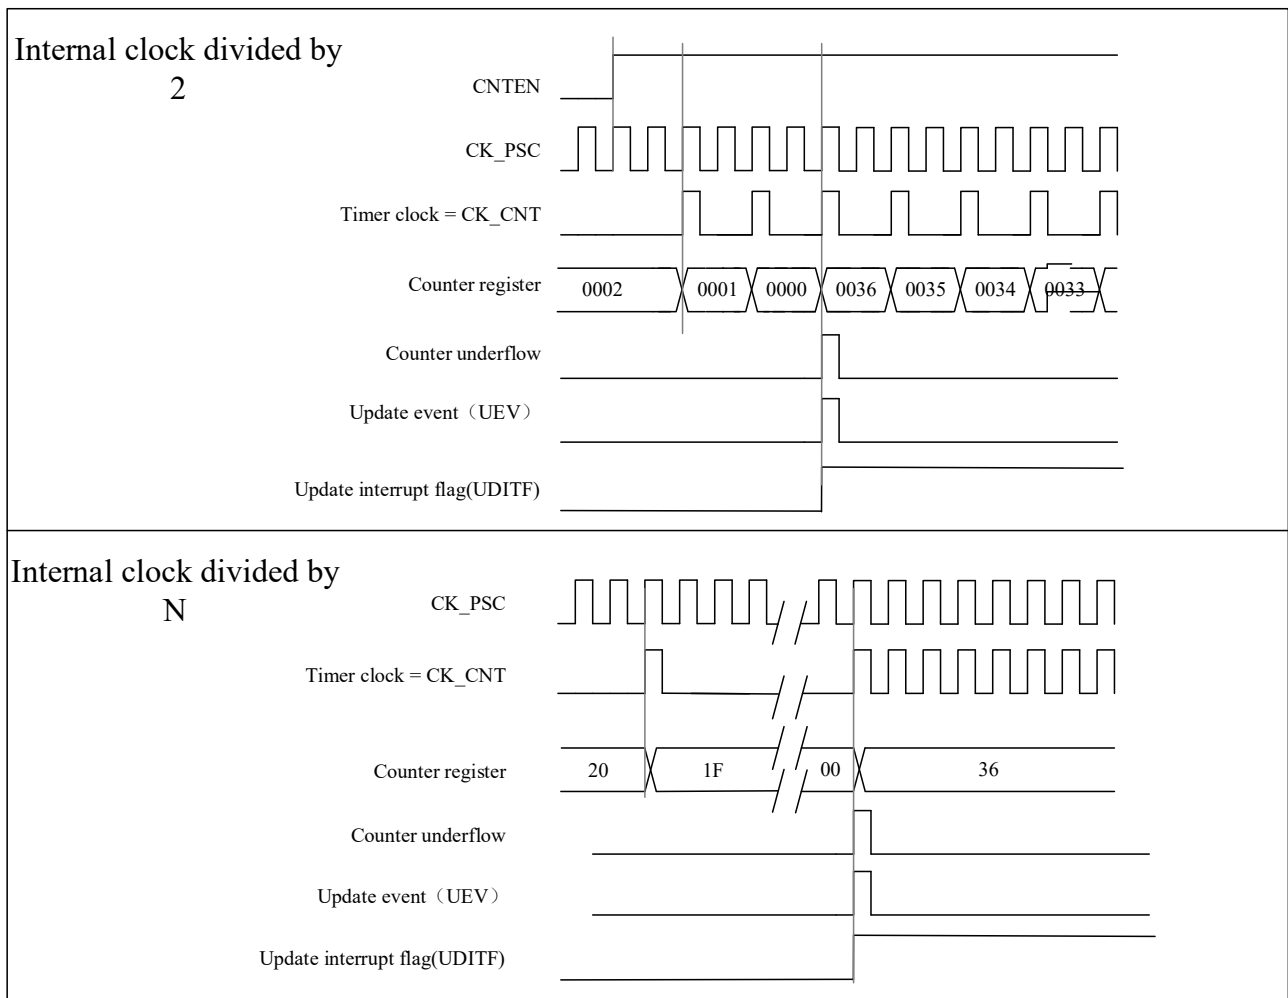 Internal clock divided by
2
CNTEN
CK_PSC
Timer clock = CK_CNT
Counter register
0002
0001
0000
0036
0035
0034
0033
Counter underflow
Update event（UEV）
Update interrupt flag(UDITF)
Internal clock divided by
N
CK_PSC
Timer clock = CK_CNT
Counter register
20
1F
00
36
Counter underflow
Update event（UEV）
Update interrupt flag(UDITF)